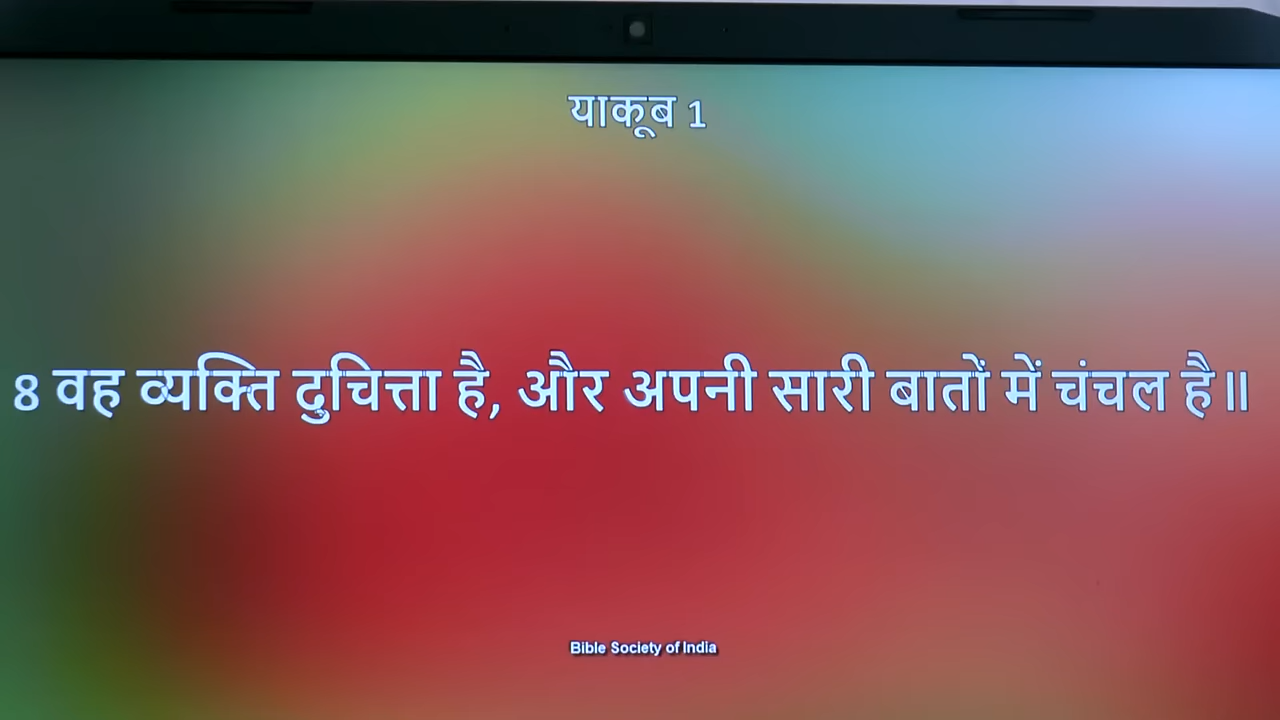 याकूब 1
8 वह व्यक्ति दुचित्ता है, और अपनी सारी बातों में चंचल है॥
Bible Society of India